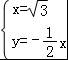 x=√3
y=-1/2x